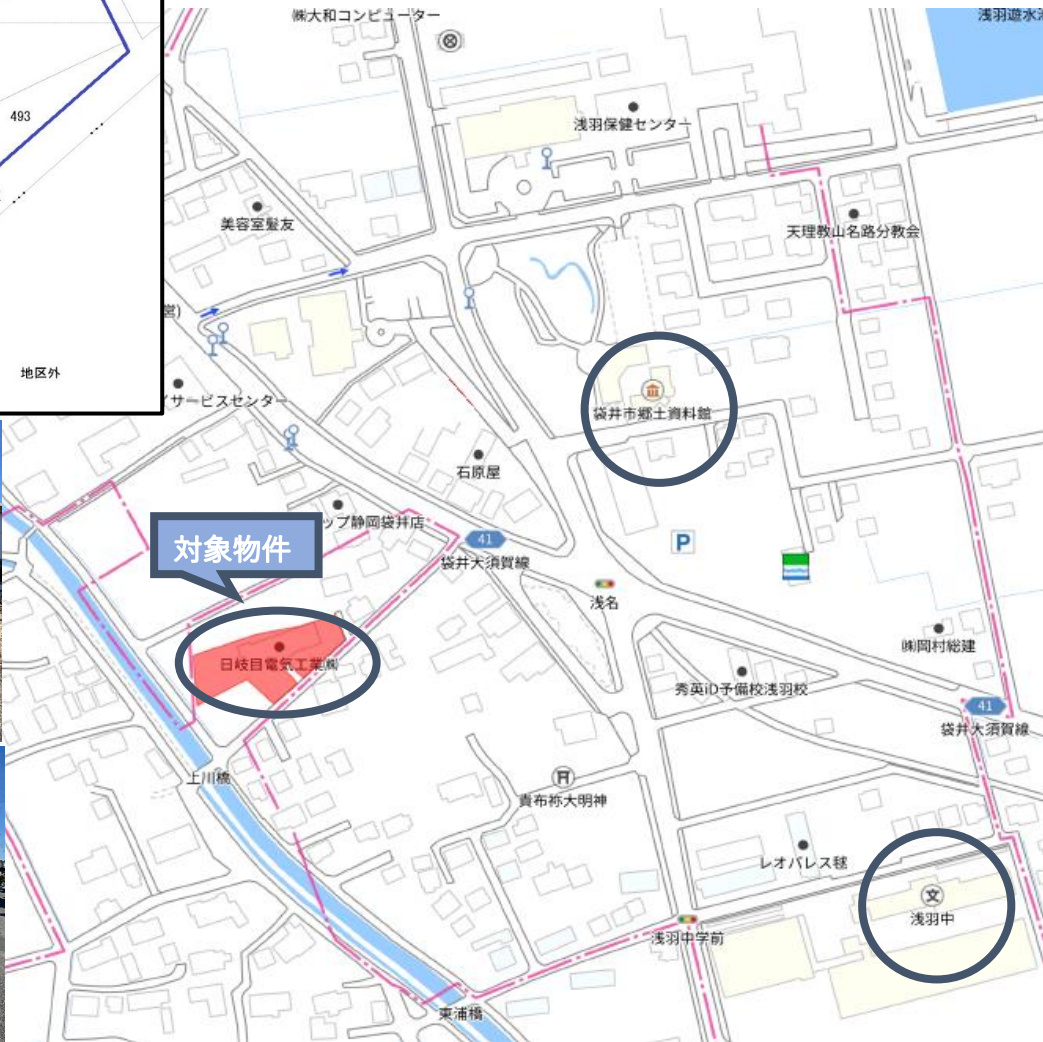 ㈱大和コンピューター
浅羽遊水池
493
浅羽保健センター
美容室髪友
天理教山名路分教会
営)
地区外
イサービスセンター
袋井市郷土資料館
石原屋
ップ静岡袋井店
対象物件
41
袋井大須賀線
P
浅名
㈱岡村総建
日岐目電気工業㈱
秀英iD予備校浅羽校
41
袋井大須賀線
上川橋
貴布祢大明神
レオパレス毬
文
浅羽中
浅羽中学前
東浦橋